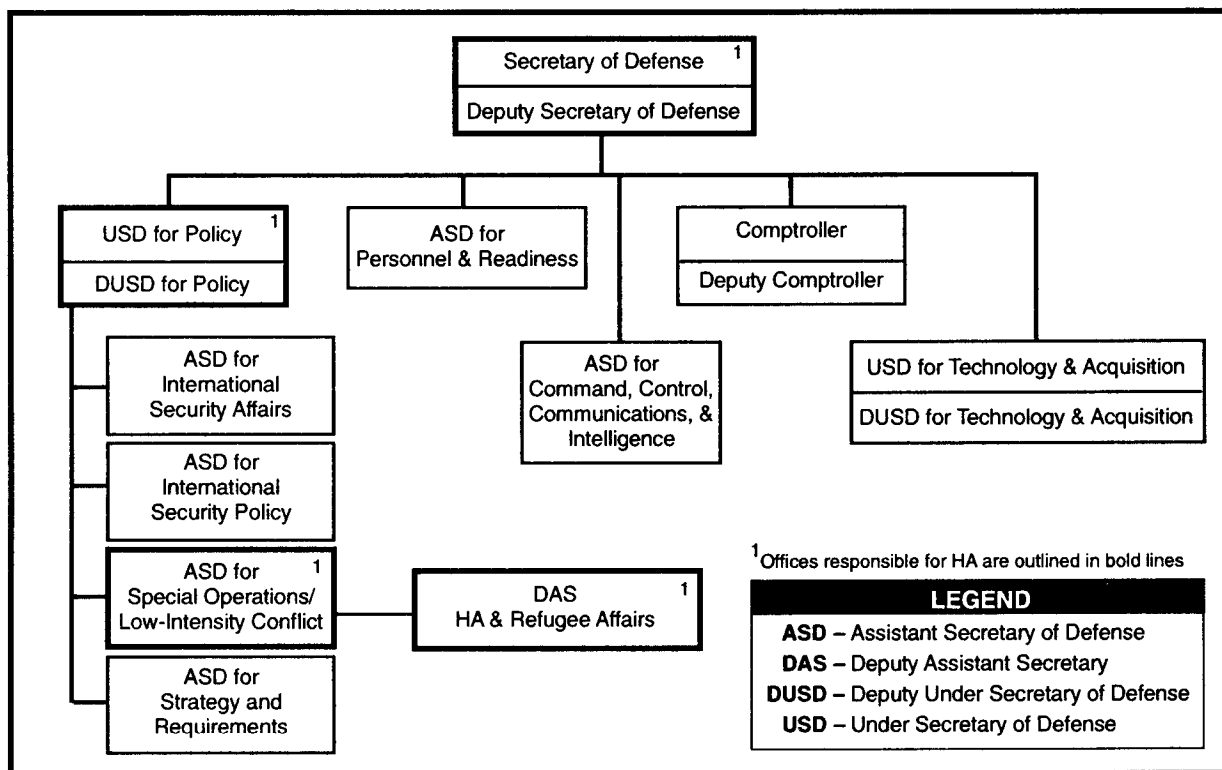 Secretary of Defense 1
Deputy Secretary of Defense
USD for Policy 1
DUSD for Policy
ASD for
Personnel & Readiness
Comptroller
Deputy Comptroller
ASD for
Command, Control,
Communications, &
Intelligence
USD for Technology & Acquisition
DUSD for Technology & Acquisition
ASD for
International
Security Affairs
ASD for
International
Security Policy
ASD for 1
Special Operations/
Low-Intensity Conflict
DAS 1
HA & Refugee Affairs
ASD for
Strategy and
Requirements
1Offices responsible for HA are outlined in bold lines
LEGEND
ASD – Assistant Secretary of Defense
DAS – Deputy Assistant Secretary
DUSD – Deputy Under Secretary of Defense
USD – Under Secretary of Defense